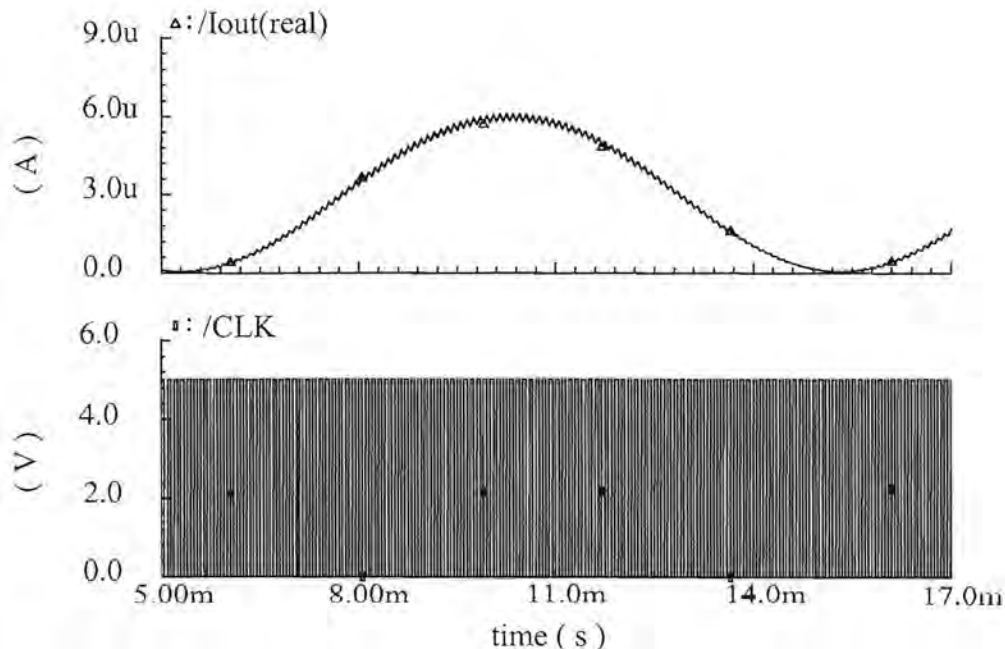 ▵: /Iout(real)
9.0u
6.0u
3.0u
0.0
( A )
▯: /CLK
6.0
4.0
2.0
0.0
( V )
5.00m 8.00m 11.0m 14.0m 17.0m
time ( s )